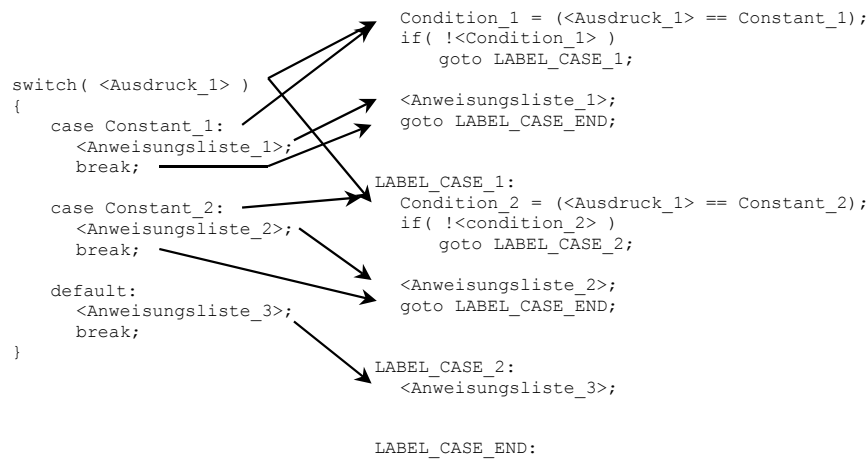 switch( <Ausdruck_1> )
{
case Constant_1:
<Anweisungsliste_1>;
break;
case Constant_2:
<Anweisungsliste_2>;
break;
default:
<Anweisungsliste_3>;
break;
}
Condition_1 = (<Ausdruck_1> == Constant_1);
if( !<Condition_1> )
goto LABEL_CASE_1;
<Anweisungsliste_1>;
goto LABEL_CASE_END;
LABEL_CASE_1:
Condition_2 = (<Ausdruck_1> == Constant_2);
if( !<condition_2> )
goto LABEL_CASE_2;
<Anweisungsliste_2>;
goto LABEL_CASE_END;
LABEL_CASE_2:
<Anweisungsliste_3>;
LABEL_CASE_END: